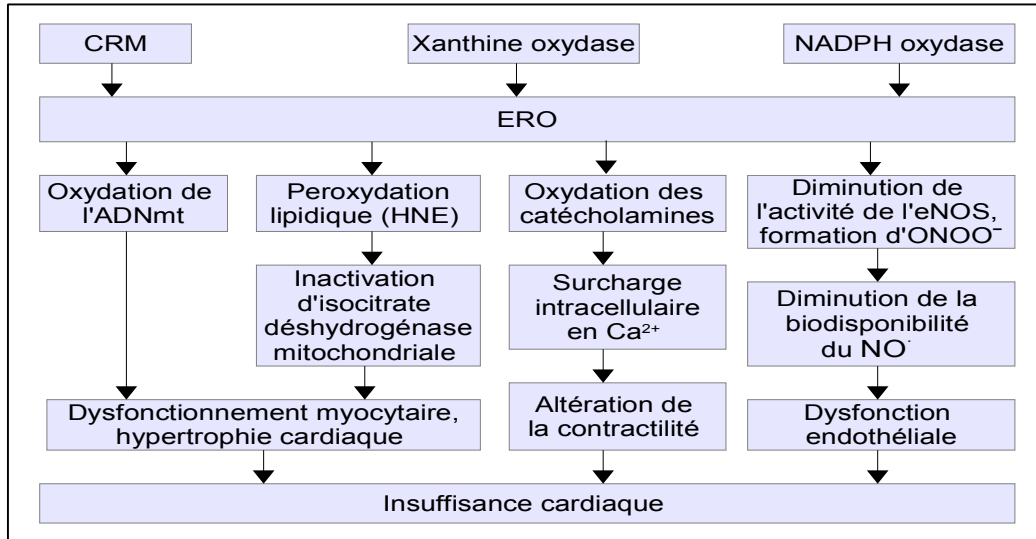 CRM
Xanthine oxydase
NADPH oxydase
ERO
Oxydation de
l'ADNmt
Peroxydation
lipidique (HNE)
Oxydation des
catécholamines
Diminution de
l'activité de l'eNOS,
formation d'ONOO⁻
Inactivation
d'isocitrate
déshydrogénase
mitochondriale
Surcharge
intracellulaire
en Ca²⁺
Diminution de la
biodisponibilité
du NO˙
Dysfonctionnement myocytaire,
hypertrophie cardiaque
Altération de
la contractilité
Dysfonction
endothéliale
Insuffisance cardiaque